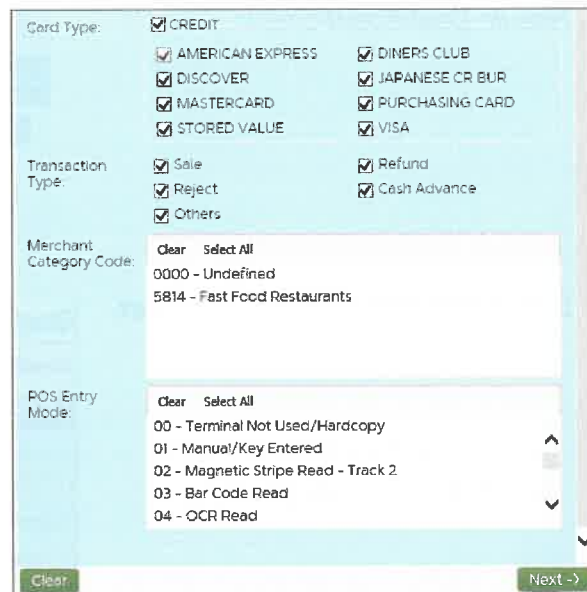 Card Type:
CREDIT
AMERICAN EXPRESS DINERS CLUB
DISCOVER JAPANESE CR BUR
MASTERCARD PURCHASING CARD
STORED VALUE VISA
Transaction Type:
Sale Refund
Reject Cash Advance
Others
Merchant
Category Code:
Clear Select All
0000 - Undefined
5814 - Fast Food Restaurants
POS Entry
Mode:
Clear Select All
00 - Terminal Not Used/Hardcopy
01 - Manual/Key Entered
02 - Magnetic Stripe Read - Track 2
03 - Bar Code Read
04 - OCR Read
Clear Next ->